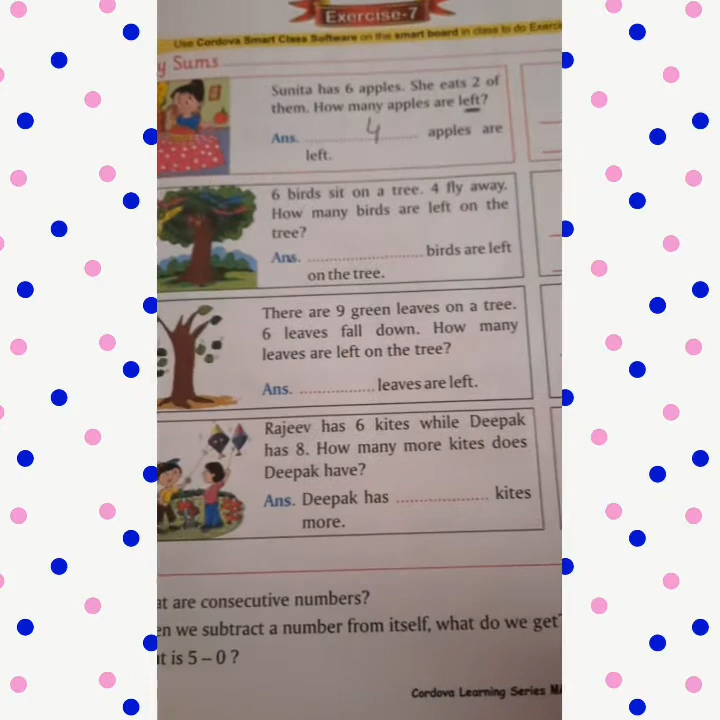 Exercise-7
Use Cordova Smart Class Software on the smart board in class to do Exerci
y Sums
Sunita has 6 apples. She eats 2 of
them. How many apples are left?
Ans. ........ 4 ........ apples are
left.
6 birds sit on a tree. 4 fly away.
How many birds are left on the
tree?
Ans. ........................ birds are left
on the tree.
There are 9 green leaves on a tree.
6 leaves fall down. How many
leaves are left on the tree?
Ans. ................ leaves are left.
Rajeev has 6 kites while Deepak
has 8. How many more kites does
Deepak have?
Ans. Deepak has .................... kites
more.
at are consecutive numbers?
en we subtract a number from itself, what do we get?
t is 5 – 0 ?
Cordova Learning Series MA